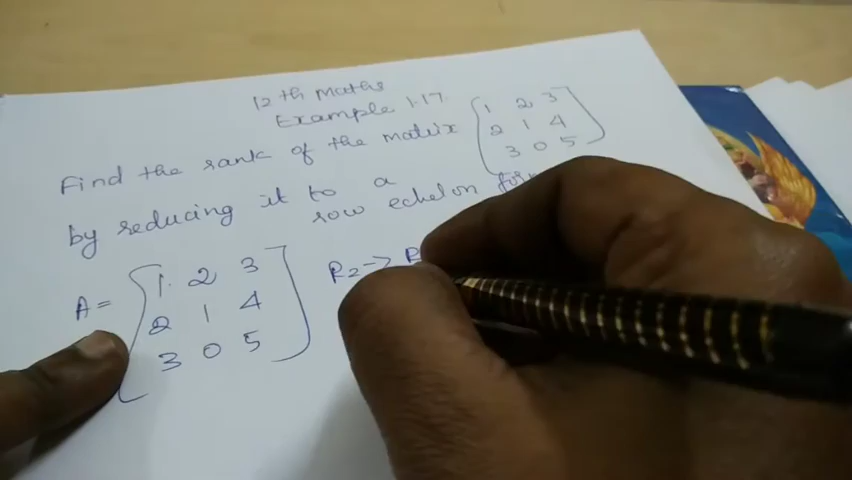 12th Maths
Example 1.17
Find the rank of the matrix [1 2 3
2 1 4
3 0 5]
by reducing it to a row echelon form
A = [1 2 3
2 1 4
3 0 5]
R2 -> R